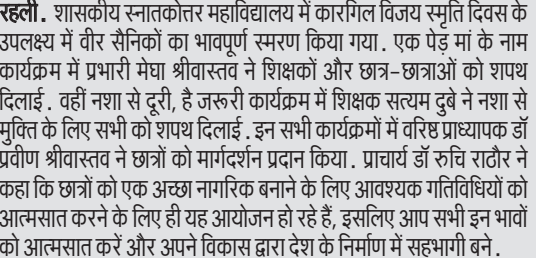 रहली. शासकीय स्नातकोत्तर महाविद्यालय में कारगिल विजय स्मृति दिवस के
उपलक्ष्य में वीर सैनिकों का भावपूर्ण स्मरण किया गया. एक पेड़ मां के नाम
कार्यक्रम में प्रभारी मेघा श्रीवास्तव ने शिक्षकों और छात्र-छात्राओं को शपथ
दिलाई. वहीं नशा से दूरी, है जरूरी कार्यक्रम में शिक्षक सत्यम दुबे ने नशा से
मुक्ति के लिए सभी को शपथ दिलाई. इन सभी कार्यक्रमों में वरिष्ठ प्राध्यापक डॉ
प्रवीण श्रीवास्तव ने छात्रों को मार्गदर्शन प्रदान किया. प्राचार्य डॉ रुचि राठौर ने
कहा कि छात्रों को एक अच्छा नागरिक बनाने के लिए आवश्यक गतिविधियों को
आत्मसात करने के लिए ही यह आयोजन हो रहे हैं, इसलिए आप सभी इन भावों
को आत्मसात करें और अपने विकास द्वारा देश के निर्माण में सहभागी बने.